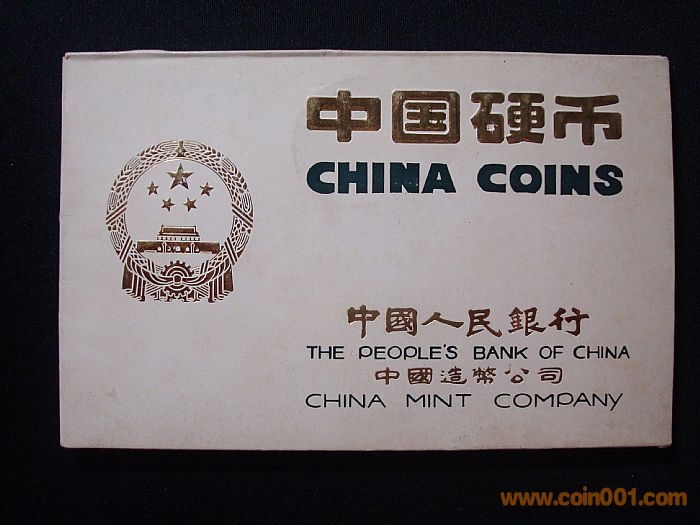 中国硬币
CHINA COINS
中國人民銀行
THE PEOPLE'S BANK OF CHINA
中國造幣公司
CHINA MINT COMPANY
www.coin001.com